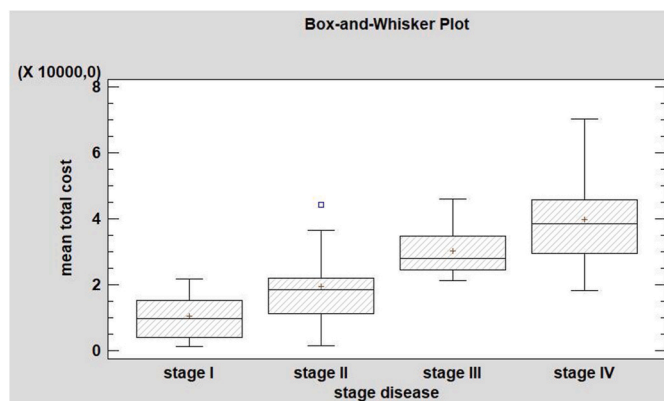 Box-and-Whisker Plot
(X 10000,0)
8
6
4
2
0
mean total cost
stage I stage II stage III stage IV
stage disease